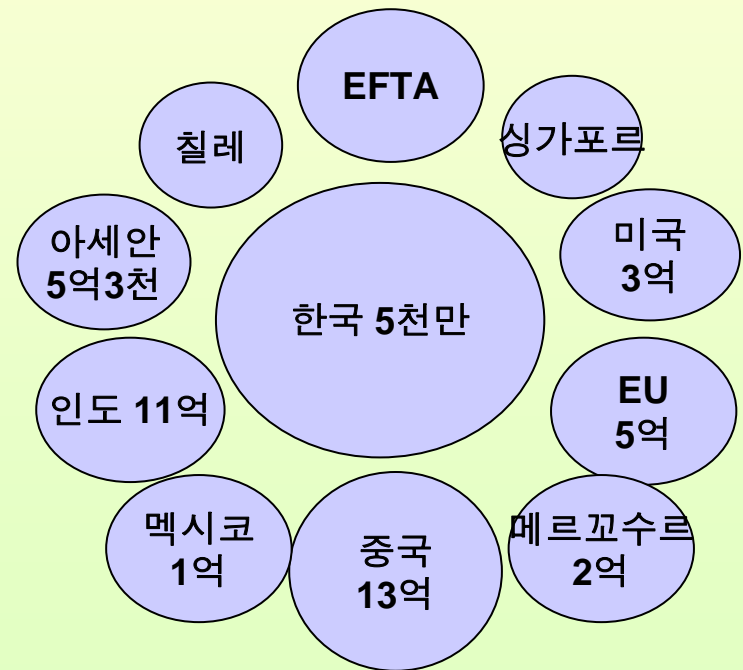 EFTA
칠레
싱가포르
아세안
5억3천
미국
3억
한국 5천만
인도 11억
EU
5억
멕시코
1억
중국
13억
메르꼬수르
2억